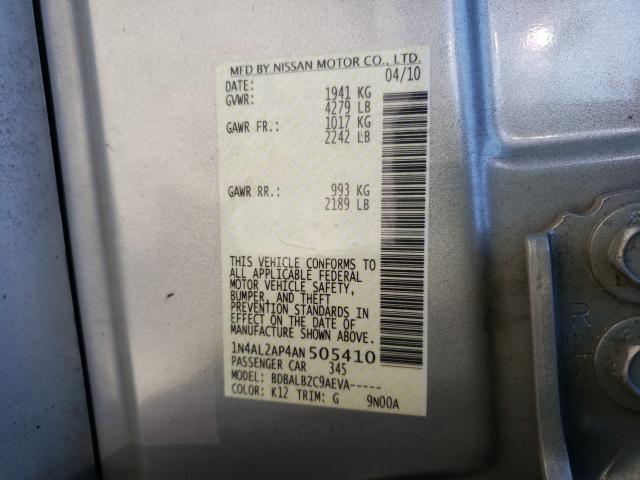 MFD BY NISSAN MOTOR CO., LTD.
DATE: 04/10
GVWR: 1941 KG
4279 LB
GAWR FR.: 1017 KG
2242 LB
GAWR RR.: 993 KG
2189 LB
THIS VEHICLE CONFORMS TO
ALL APPLICABLE FEDERAL
MOTOR VEHICLE SAFETY,
BUMPER, AND THEFT
PREVENTION STANDARDS IN
EFFECT ON THE DATE OF
MANUFACTURE SHOWN ABOVE.
1N4AL2AP4AN505410
PASSENGER CAR 345
MODEL: BDBALBZC9AEVA-----
COLOR: K12 TRIM: G 9N00A